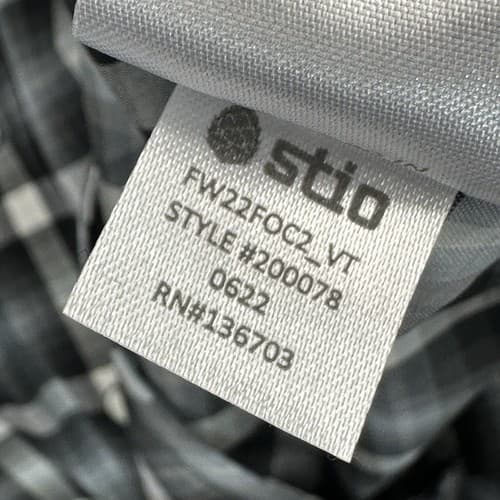 stio
FW22FOC2_VT
STYLE #200078
0622
RN#136703